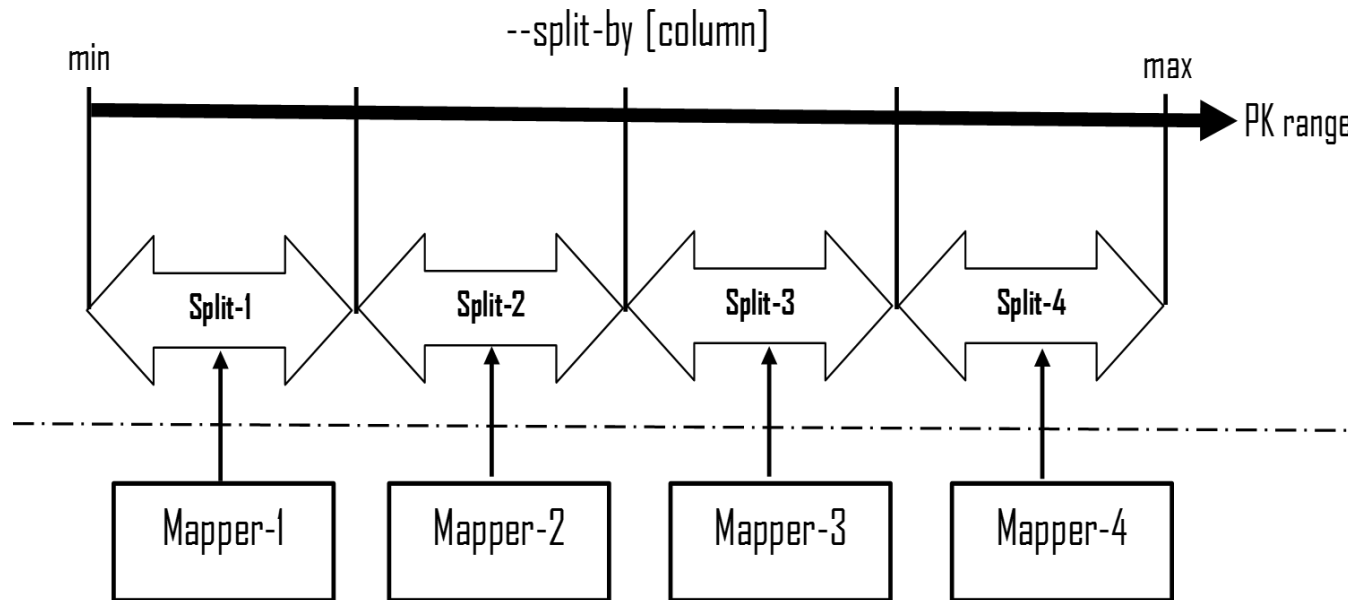 --split-by [column]
min
max
PK range
Split-1
Split-2
Split-3
Split-4
Mapper-1
Mapper-2
Mapper-3
Mapper-4